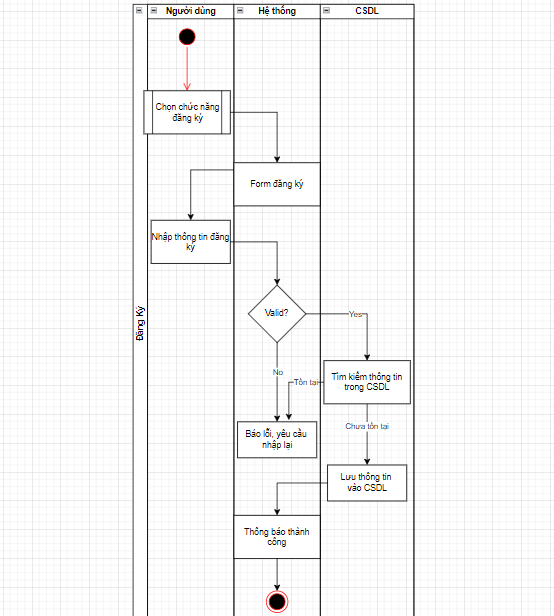 Người dùng
Hệ thống
CSDL
Đăng Ký
Chọn chức năng
đăng ký
Form đăng ký
Nhập thông tin đăng
ký
Valid?
Yes
No
Tìm kiếm thông tin
trong CSDL
Tồn tại
Chưa tồn tại
Báo lỗi, yêu cầu
nhập lại
Lưu thông tin
vào CSDL
Thông báo thành
công